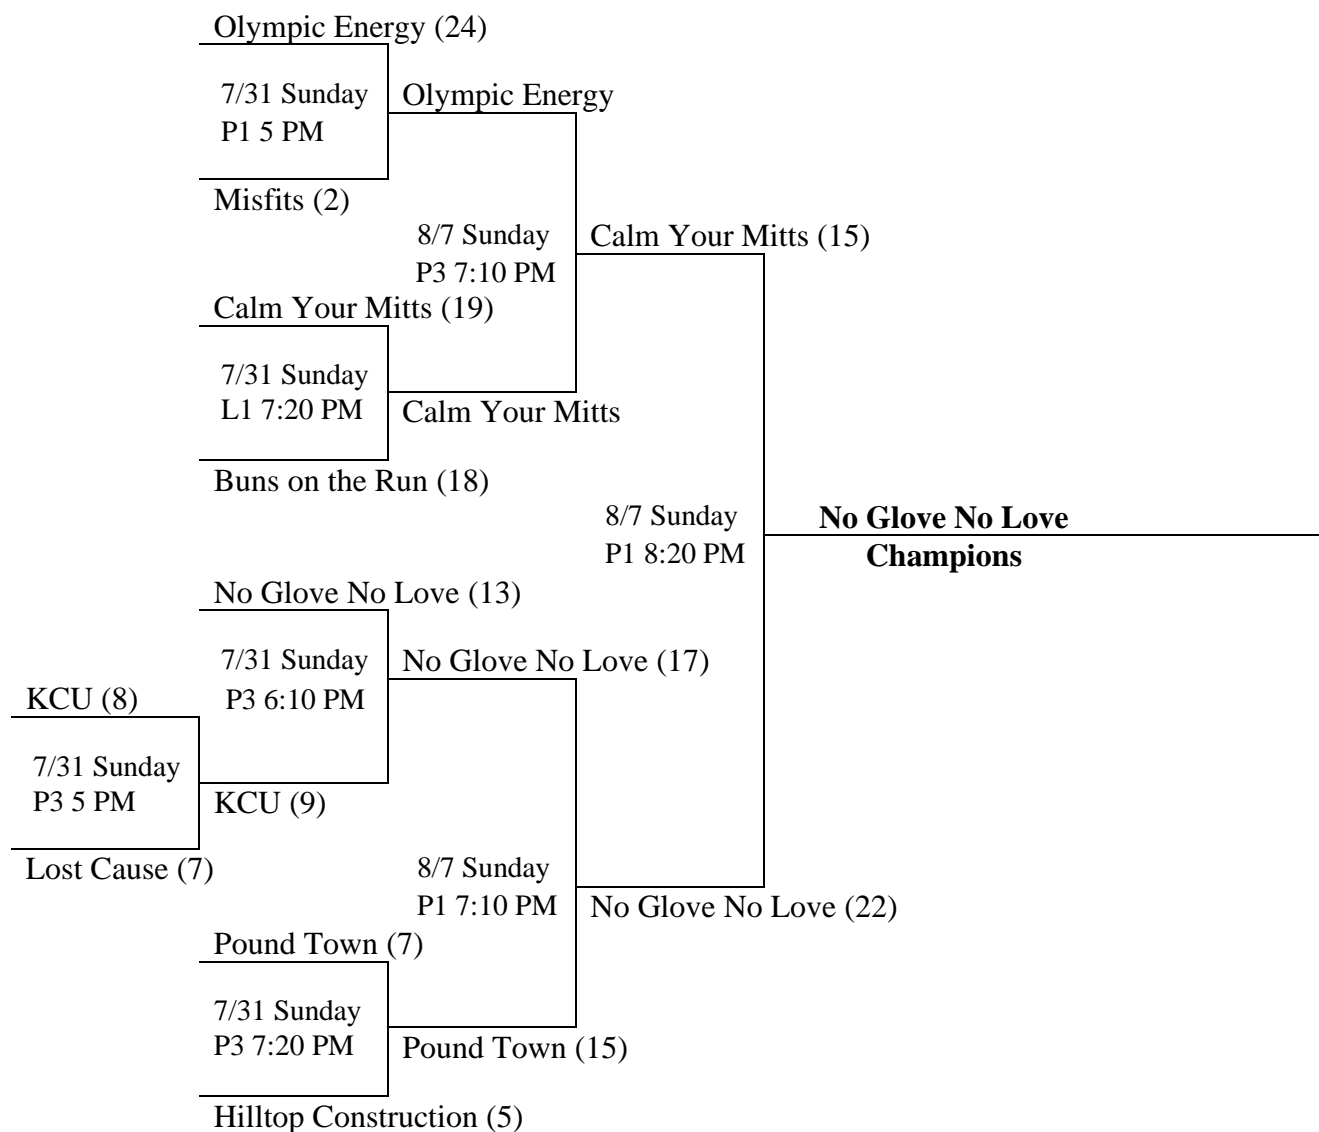 Olympic Energy (24)
7/31 Sunday
P1 5 PM
Olympic Energy
Misfits (2)
8/7 Sunday
P3 7:10 PM
Calm Your Mitts (15)
Calm Your Mitts (19)
7/31 Sunday
L1 7:20 PM
Calm Your Mitts
Buns on the Run (18)
8/7 Sunday
P1 8:20 PM
No Glove No Love
Champions
No Glove No Love (13)
7/31 Sunday
P3 6:10 PM
No Glove No Love (17)
KCU (8)
7/31 Sunday
P3 5 PM
KCU (9)
Lost Cause (7)
8/7 Sunday
P1 7:10 PM
No Glove No Love (22)
Pound Town (7)
7/31 Sunday
P3 7:20 PM
Pound Town (15)
Hilltop Construction (5)